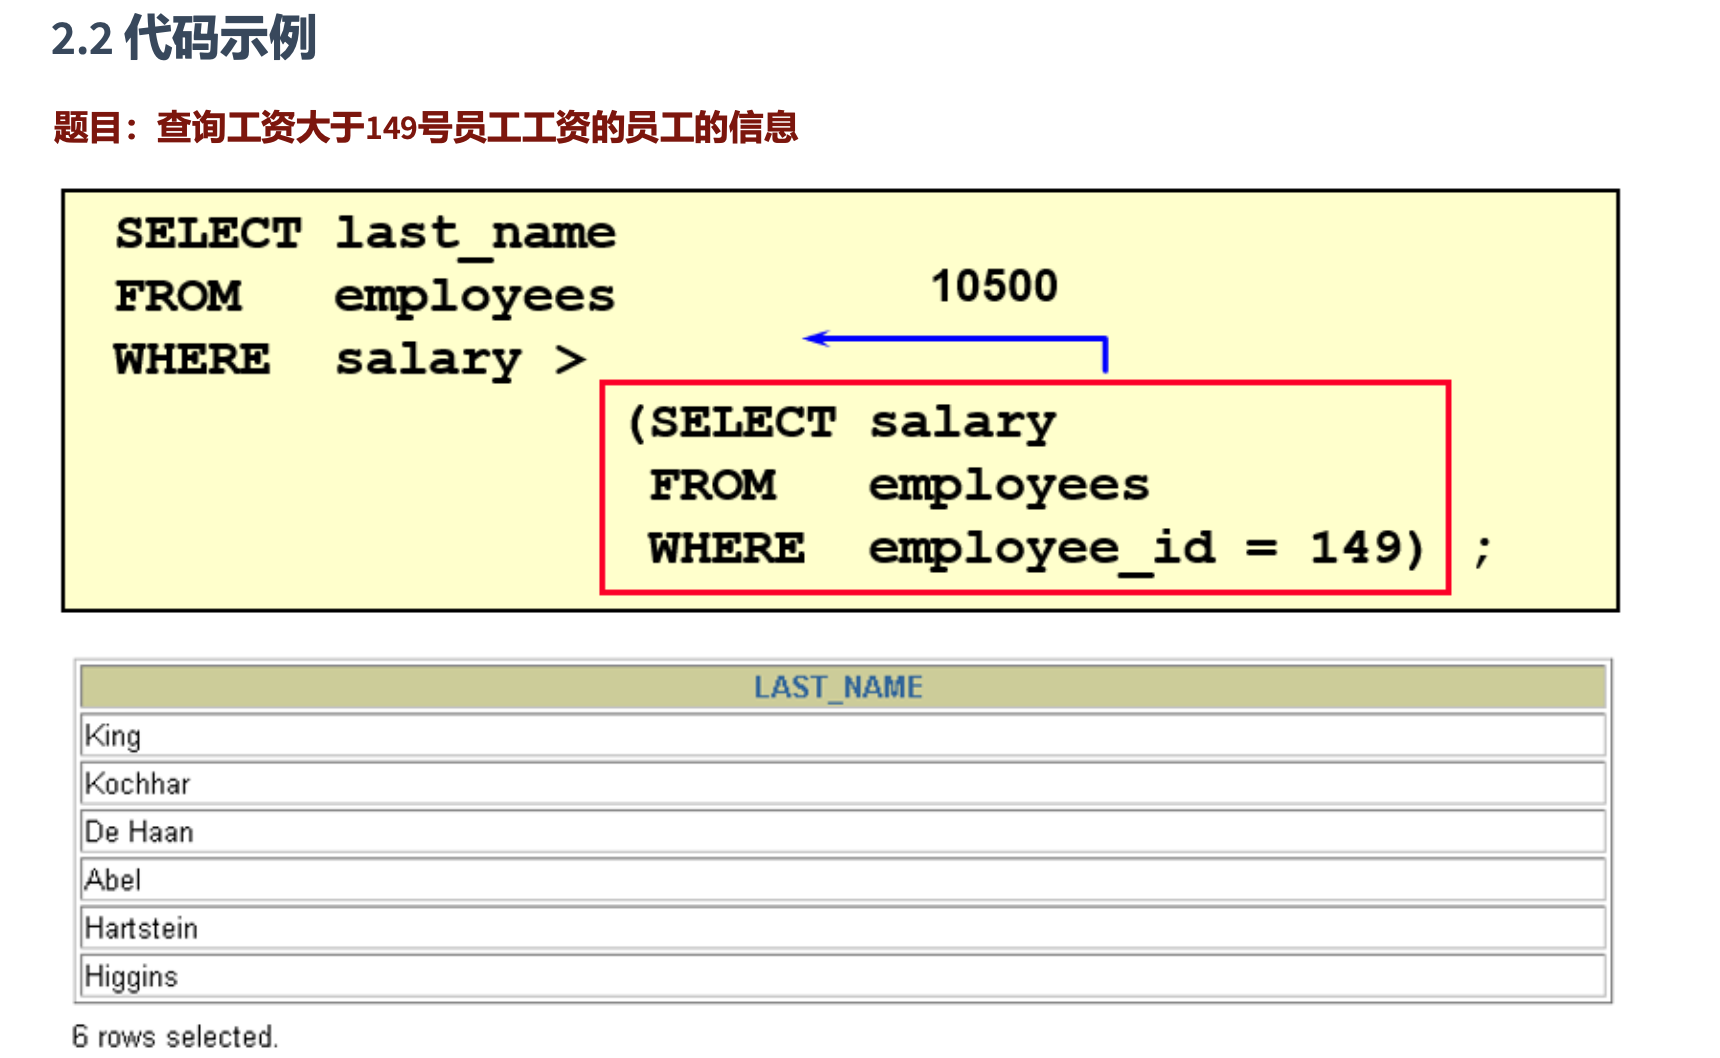 2.2 代码示例
题目：查询工资大于149号员工工资的员工的信息
SELECT last_name
FROM employees
10500
WHERE salary >
(SELECT salary
FROM employees
WHERE employee_id = 149) ;
LAST_NAME
King
Kochhar
De Haan
Abel
Hartstein
Higgins
6 rows selected.